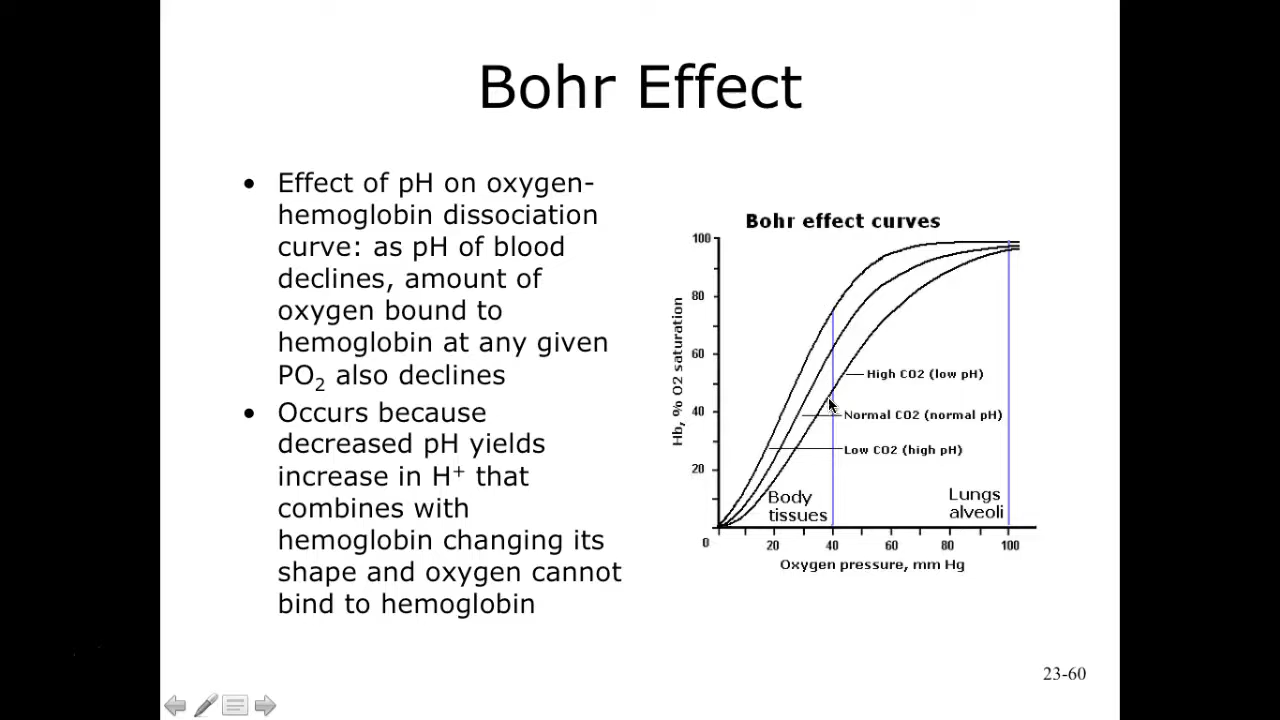 Bohr Effect
• Effect of pH on oxygen-
hemoglobin dissociation
curve: as pH of blood
declines, amount of
oxygen bound to
hemoglobin at any given
PO₂ also declines
• Occurs because
decreased pH yields
increase in H⁺ that
combines with
hemoglobin changing its
shape and oxygen cannot
bind to hemoglobin
Bohr effect curves
Hb, % O2 saturation
100
80
60
40
20
0
High CO2 (low pH)
Normal CO2 (normal pH)
Low CO2 (high pH)
Body
tissues
Lungs
alveoli
20 40 60 80 100
Oxygen pressure, mm Hg
23-60